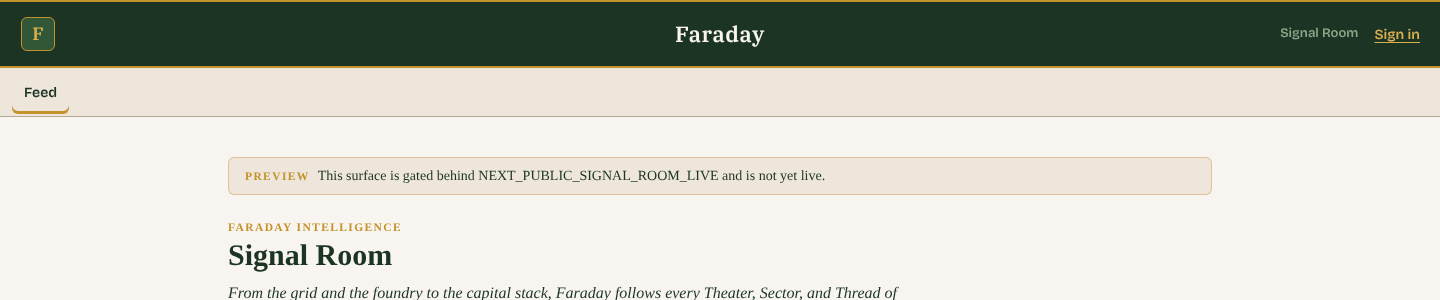 F
Faraday
Signal Room
Sign in
Feed
PREVIEW This surface is gated behind NEXT_PUBLIC_SIGNAL_ROOM_LIVE and is not yet live.
FARADAY INTELLIGENCE
Signal Room
From the grid and the foundry to the capital stack, Faraday follows every Theater, Sector, and Thread of